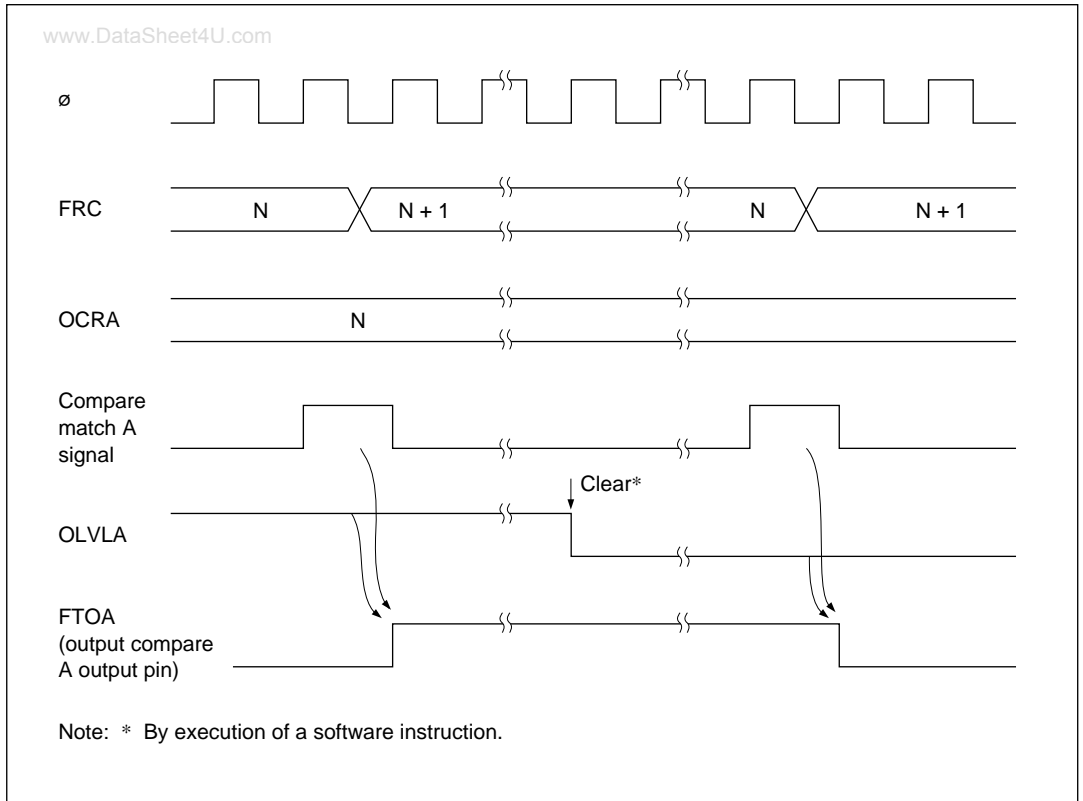 www.DataSheet4U.com
ø
FRC
N
N + 1
N
N + 1
OCRA
N
Compare
match A
signal
Clear*
OLVLA
FTOA
(output compare
A output pin)
Note: * By execution of a software instruction.